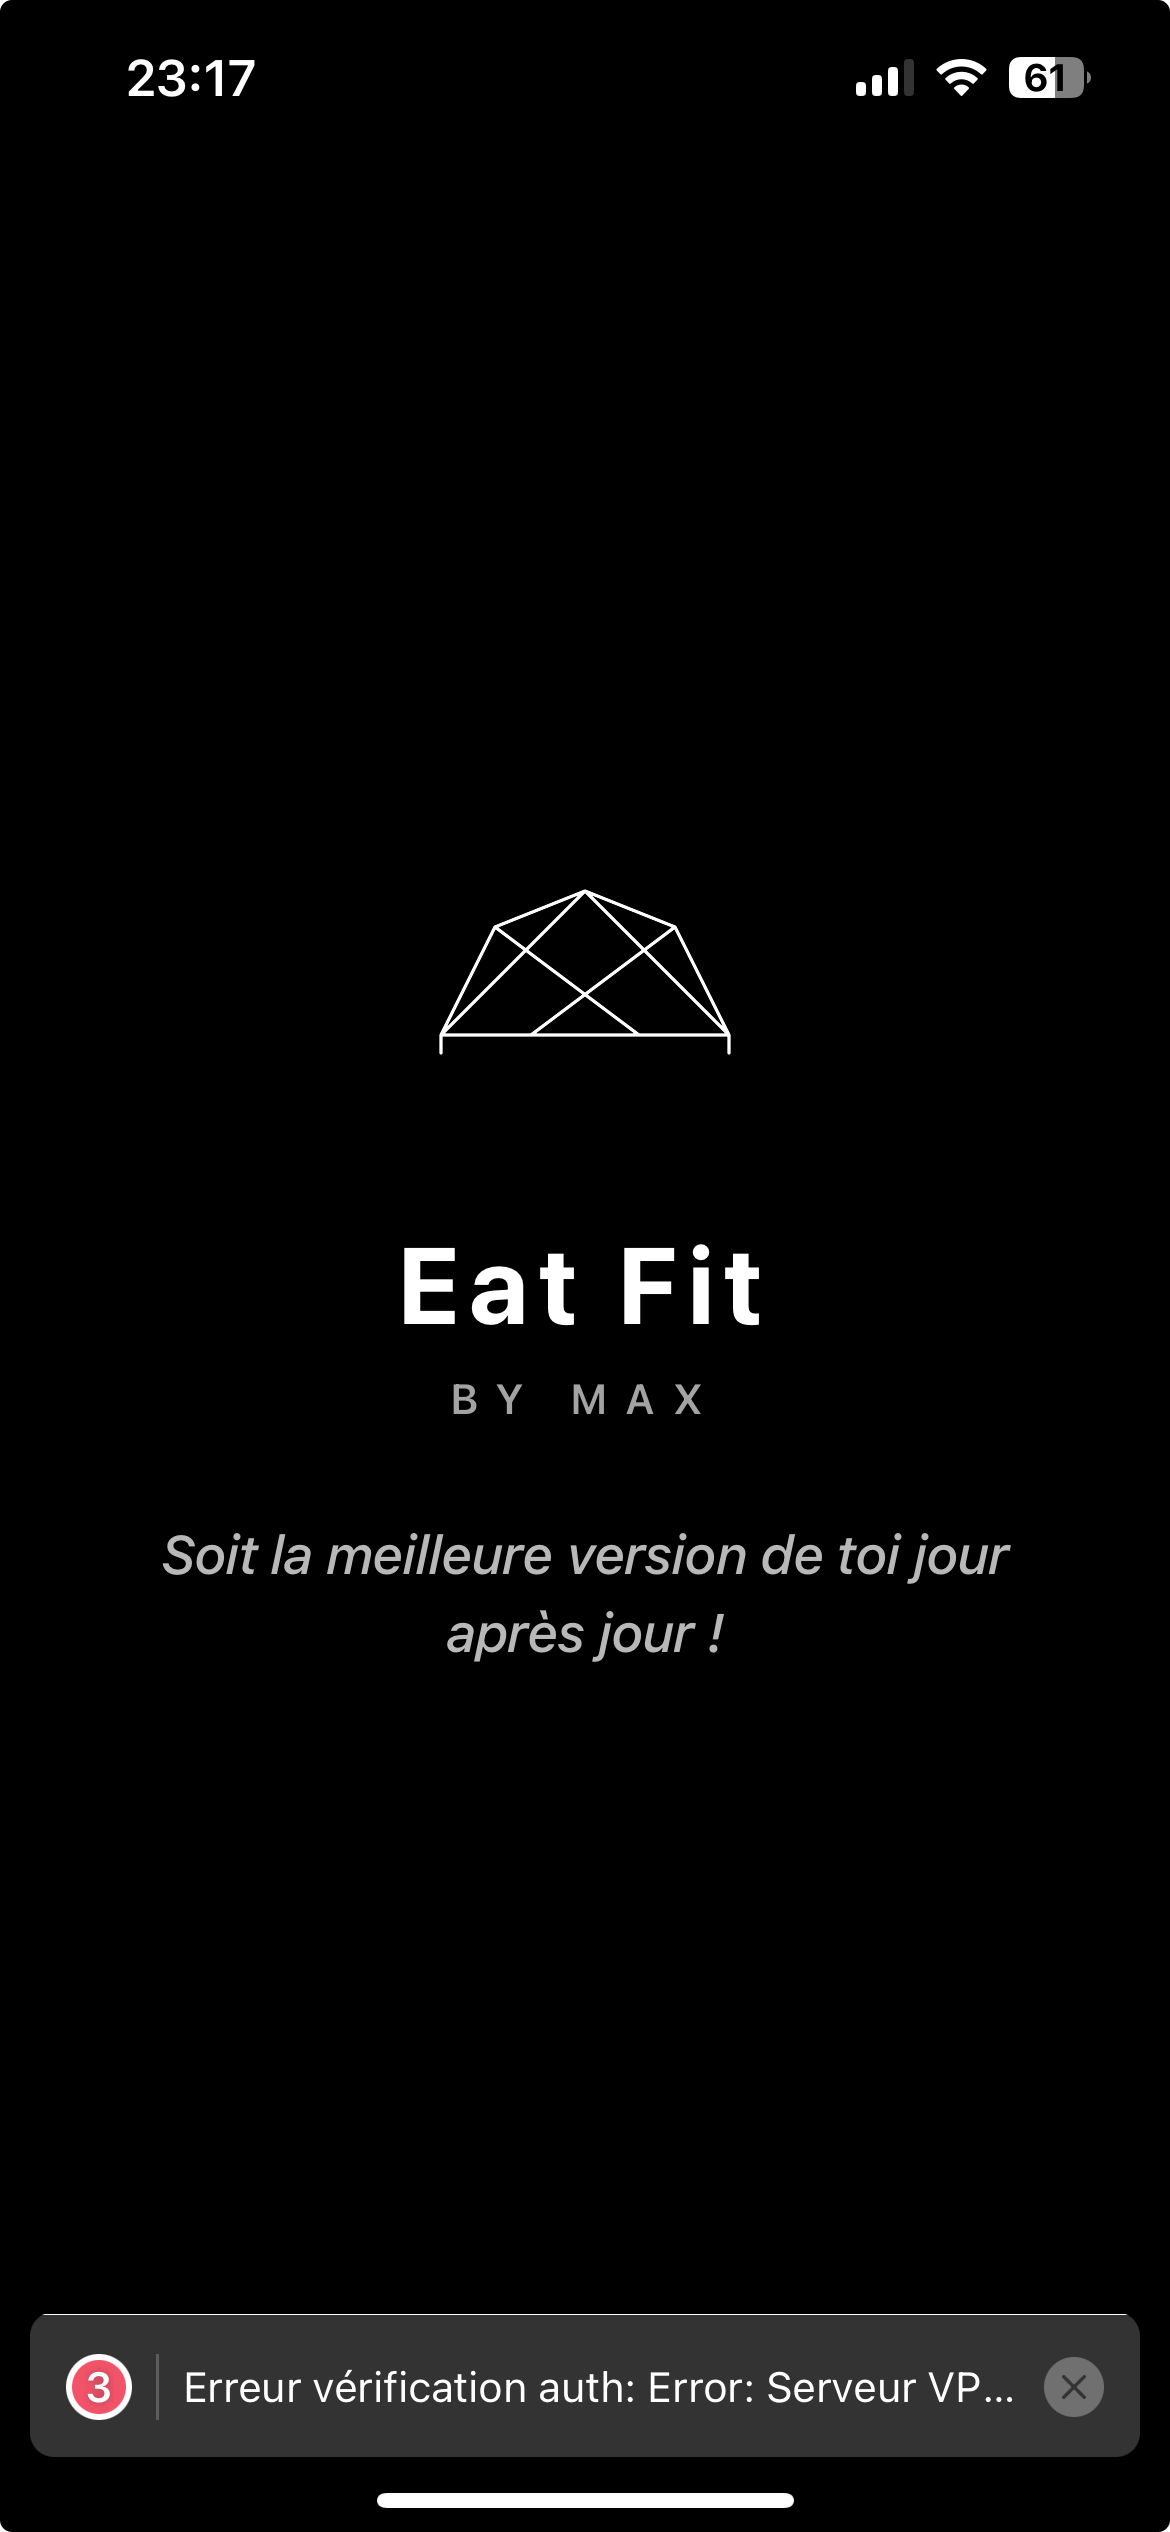 23:17
61
Eat Fit
BY MAX
Soit la meilleure version de toi jour
après jour !
3
Erreur vérification auth: Error: Serveur VP...